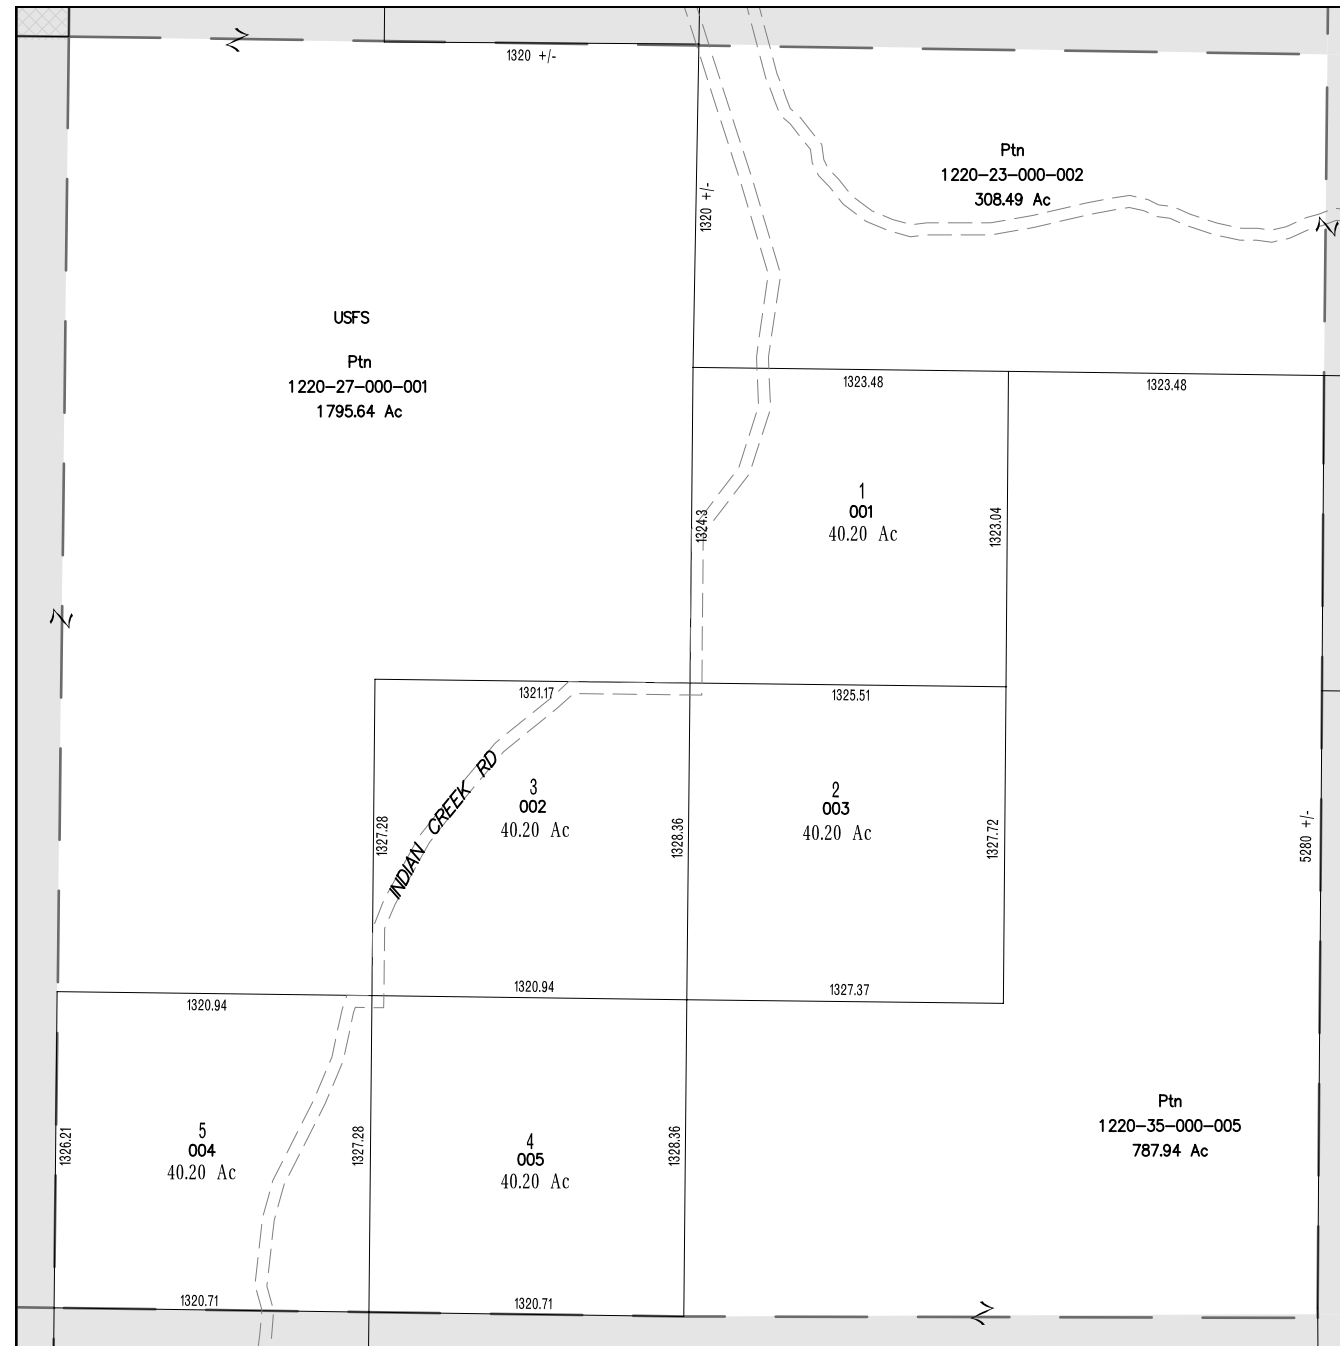 1320 +/-
Ptn
1220-23-000-002
308.49 Ac
1320 +/-
USFS
Ptn
1220-27-000-001
1795.64 Ac
1323.48
1323.48
1
001
40.20 Ac
1324.3
1323.04
1321.17
1325.51
INDIAN CREEK RD
3
002
40.20 Ac
2
003
40.20 Ac
1327.28
1328.36
1327.72
5280 +/-
1320.94
1320.94
1327.37
Ptn
1220-35-000-005
787.94 Ac
5
004
40.20 Ac
4
005
40.20 Ac
1326.21
1327.28
1328.36
1320.71
1320.71